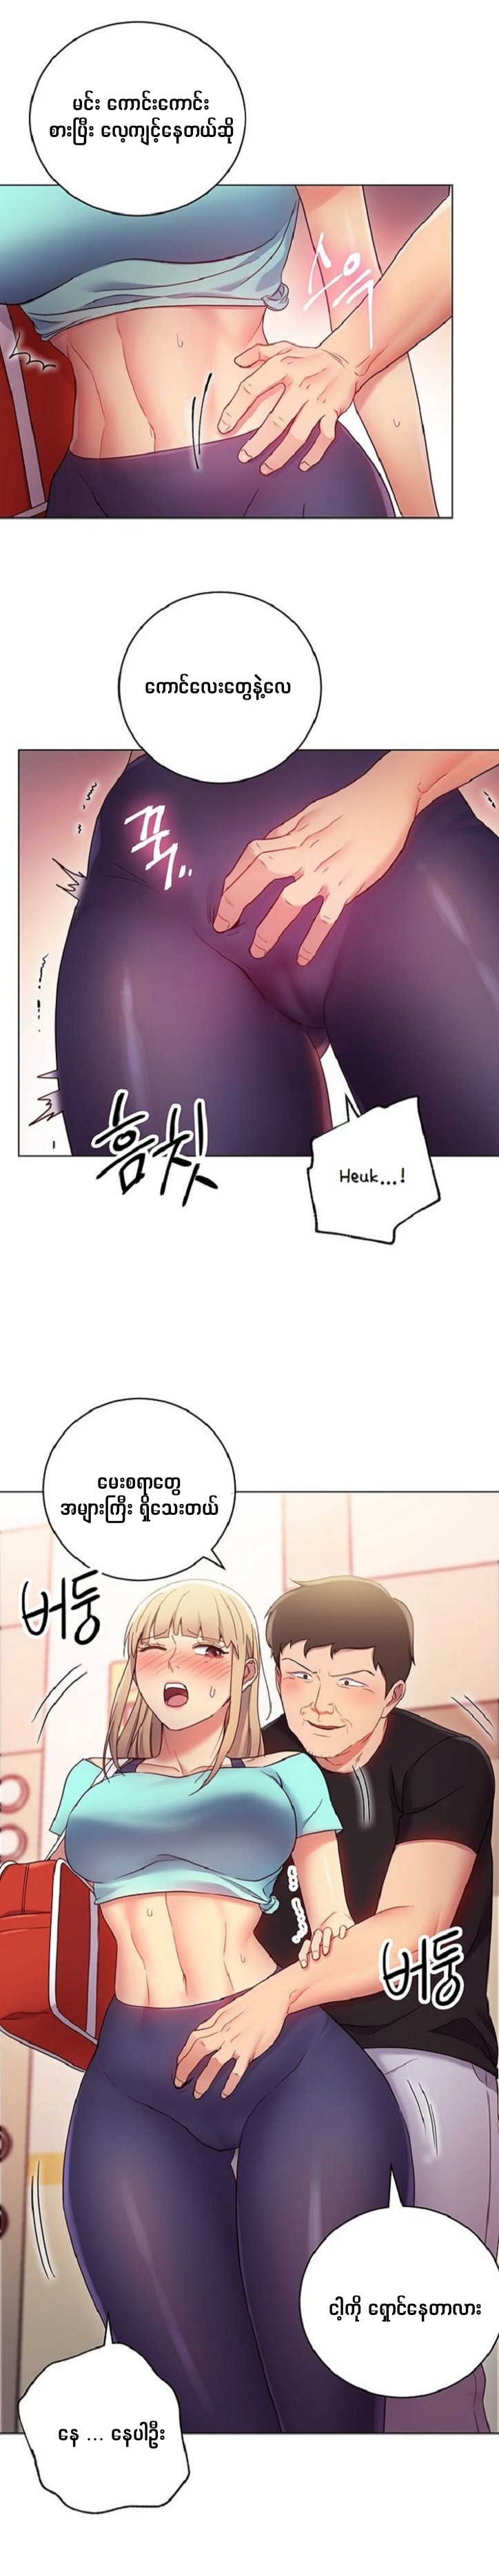 မင်း ကောင်းကောင်း
စားပြီး လေ့ကျင့်နေတယ်ဆို
스윽
ကောင်လေးတွေနဲ့လေ
꾸욱
흠칫
Heuk...!
မေးစရာတွေ
အများကြီး ရှိသေးတယ်
버둥
버둥
ငါ့ကို ရှောင်နေတာလား
နေ ... နေပါဦး